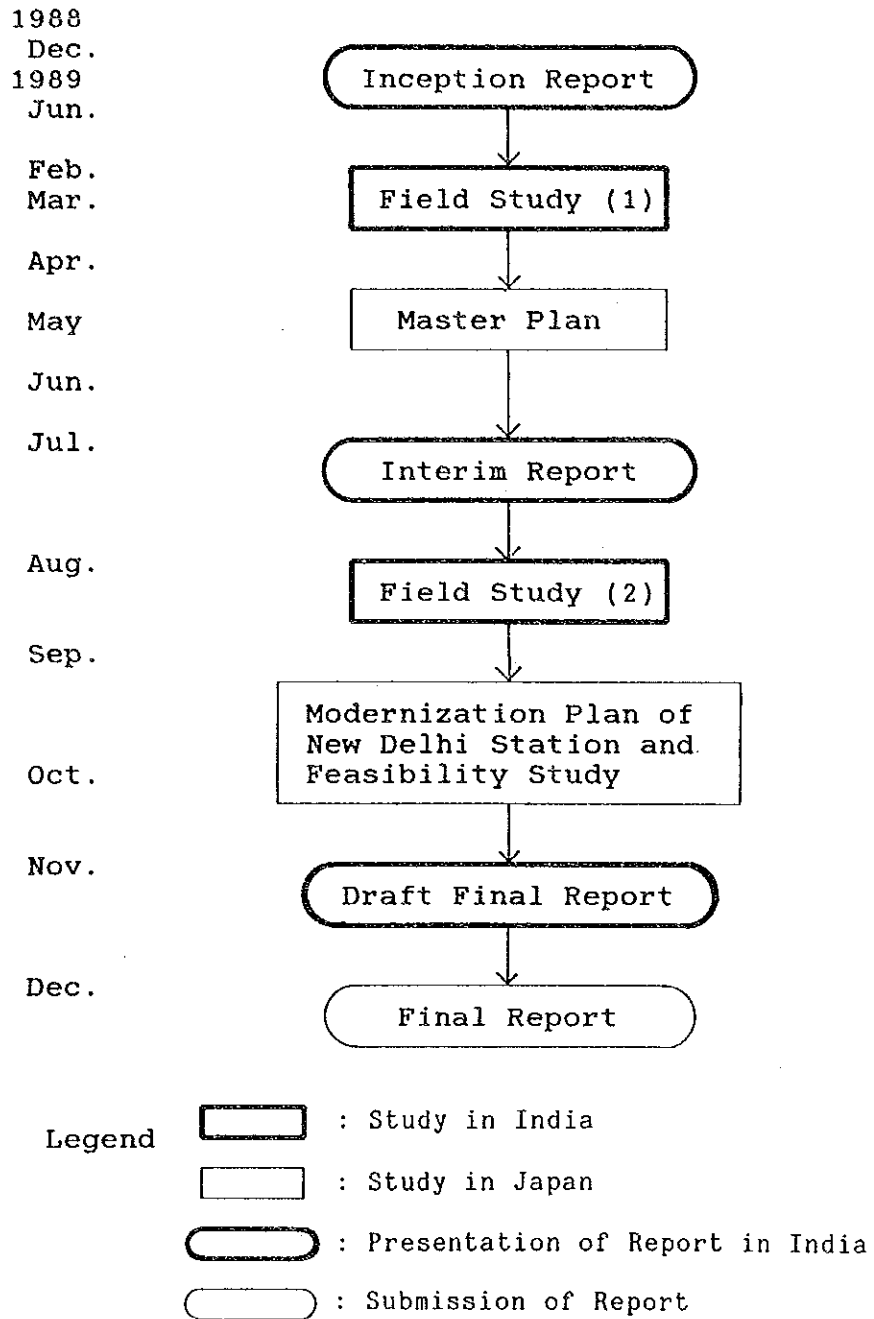 1988
Dec.
1989
Jun.
Inception Report
Feb.
Mar.
Field Study (1)
Apr.
May
Master Plan
Jun.
Jul.
Interim Report
Aug.
Field Study (2)
Sep.
Modernization Plan of
New Delhi Station and
Feasibility Study
Oct.
Nov.
Draft Final Report
Dec.
Final Report
Legend
: Study in India
: Study in Japan
: Presentation of Report in India
: Submission of Report